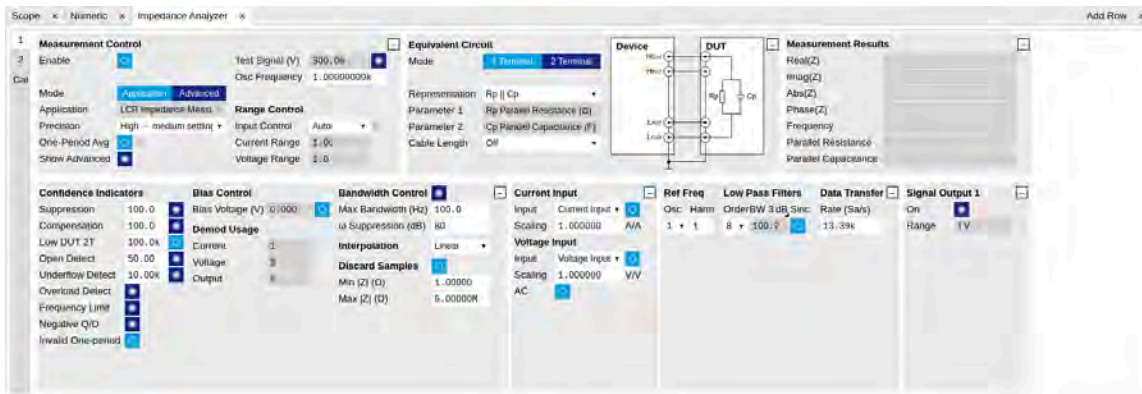 Scope × Numeric × Impedance Analyzer × Add Row
1
2
Cal
Measurement Control
Enable
Test Signal (V) 300.0m
Osc Frequency 1.00000000k
Mode Application Advanced
Application LCR Impedance Meas
Range Control
Precision High -> medium setting
Input Control Auto
One-Period Avg
Current Range 1.0
Show Advanced
Voltage Range 1.0
Equivalent Circuit
Mode 4 Terminal 2 Terminal
Representation Rp || Cp
Parameter 1 Rp Parallel Resistance (Ω)
Parameter 2 Cp Parallel Capacitance (F)
Cable Length Off
Device
DUT
Rp
Cp
Measurement Results
Real(Z)
Imag(Z)
Abs(Z)
Phase(Z)
Frequency
Parallel Resistance
Parallel Capacitance
Confidence Indicators
Suppression 100.0
Compensation 100.0
Low DUT 2T 100.0k
Open Detect 50.00
Underflow Detect 10.00k
Overload Detect
Frequency Limit
Negative Q/D
Invalid One-period
Bias Control
Bias Voltage (V) 0.000
Demod Usage
Current 1
Voltage
Output
Bandwidth Control
Max Bandwidth (Hz) 100.0
ω Suppression (dB) 80
Interpolation Linear
Discard Samples
Min |Z| (Ω) 1.00000
Max |Z| (Ω) 5.00000M
Current Input
Input Current Input
Scaling 1.000000 A/A
Voltage Input
Input Voltage Input
Scaling 1.000000 V/V
AC
Ref Freq
Osc Harm
1 1
Low Pass Filters
Order BW 3 dB Sinc
8 100.?
Data Transfer
Rate (Sa/s)
13.39k
Signal Output 1
On
Range 1V